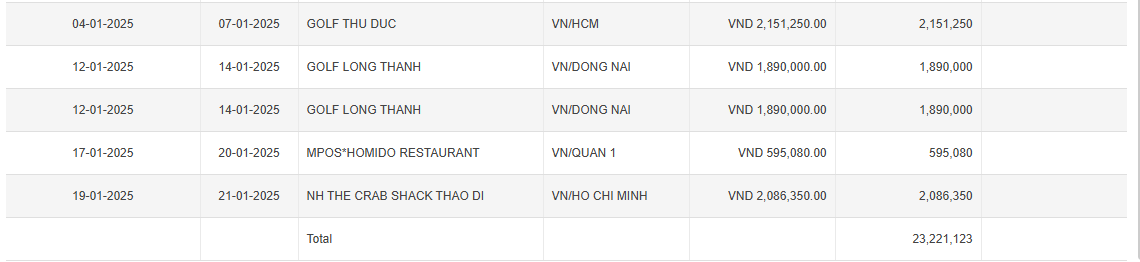 04-01-2025 07-01-2025 GOLF THU DUC VN/HCM VND 2,151,250.00 2,151,250
12-01-2025 14-01-2025 GOLF LONG THANH VN/DONG NAI VND 1,890,000.00 1,890,000
12-01-2025 14-01-2025 GOLF LONG THANH VN/DONG NAI VND 1,890,000.00 1,890,000
17-01-2025 20-01-2025 MPOS*HOMIDO RESTAURANT VN/QUAN 1 VND 595,080.00 595,080
19-01-2025 21-01-2025 NH THE CRAB SHACK THAO DI VN/HO CHI MINH VND 2,086,350.00 2,086,350
Total 23,221,123